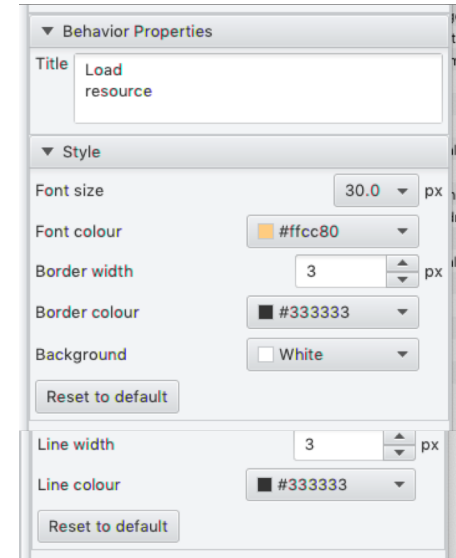 Behavior Properties
Title
Load
resource
Style
Font size 30.0 px
Font colour #ffcc80
Border width 3 px
Border colour #333333
Background White
Reset to default
Line width 3 px
Line colour #333333
Reset to default